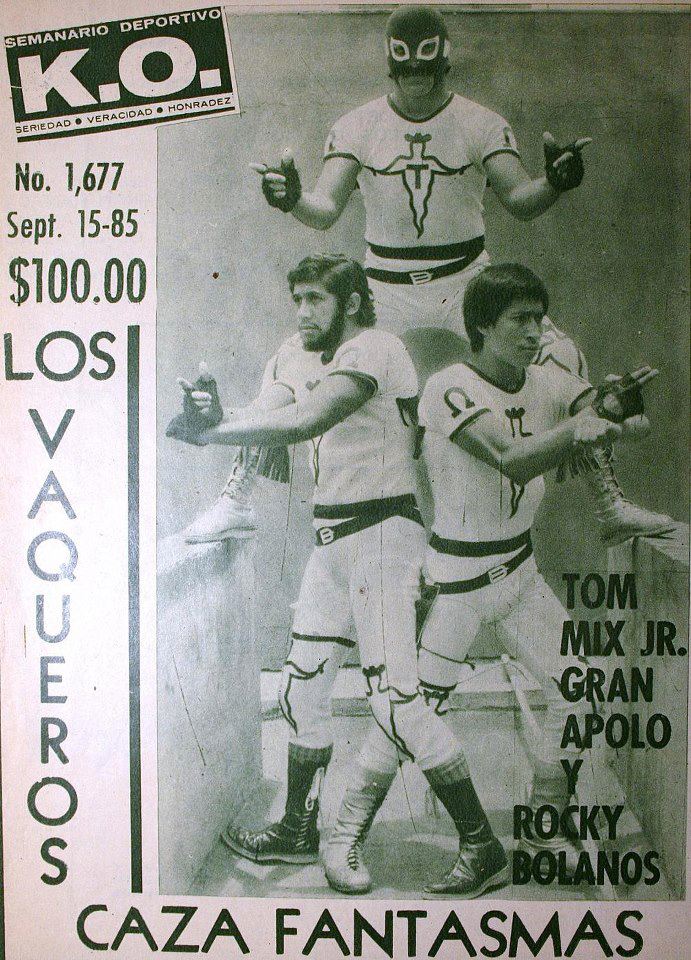 SEMANARIO DEPORTIVO
K.O.
SERIEDAD • VERACIDAD • HONRADEZ
No. 1,677
Sept. 15-85
$100.00
LOS
VAQUEROS
T
B
B
Ω
TOM
MIX JR.
GRAN
APOLO
Y
ROCKY
BOLANOS
CAZA FANTASMAS